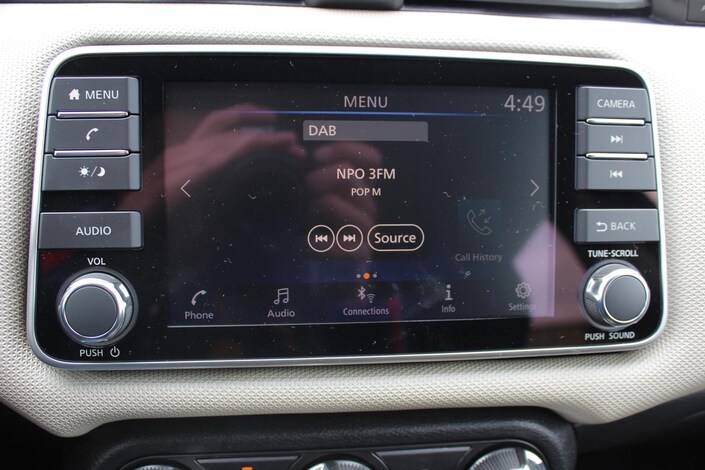 MENU
CAMERA
AUDIO
BACK
VOL
PUSH
TUNE·SCROLL
PUSH SOUND
MENU
4:49
DAB
NPO 3FM
POP M
Source
Call History
Phone
Audio
Connections
Info
Settings